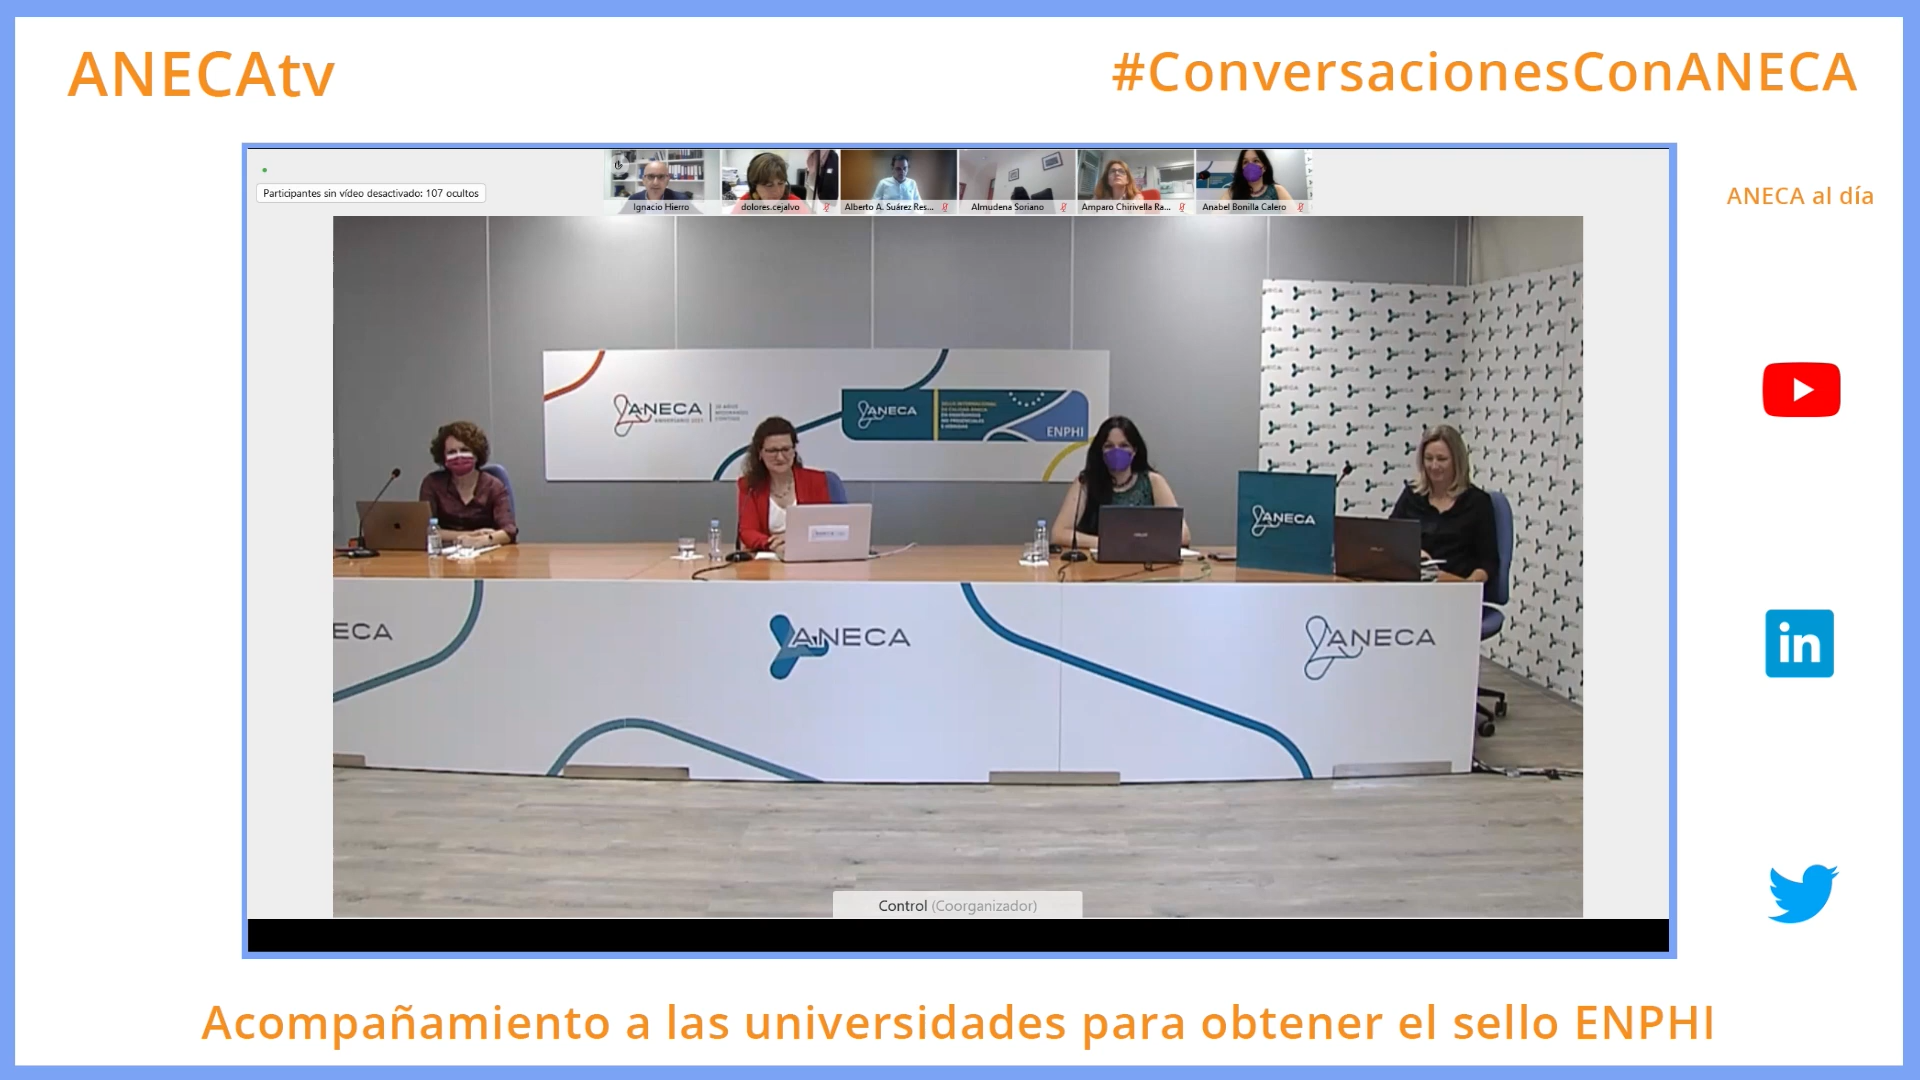 ANECAtv
#ConversacionesConANECA
ANECA al día
Participantes sin vídeo desactivado: 107 ocultos
Ignacio Hierro
dolores.cejalvo
Alberto A. Suárez Res...
Almudena Soriano
Amparo Chirivella Ra...
Anabel Bonilla Calero
ANECA
ANECA
ENPHI
ANECA
ECA
ANECA
ANECA
Control (Coorganizador)
in
Acompañamiento a las universidades para obtener el sello ENPHI